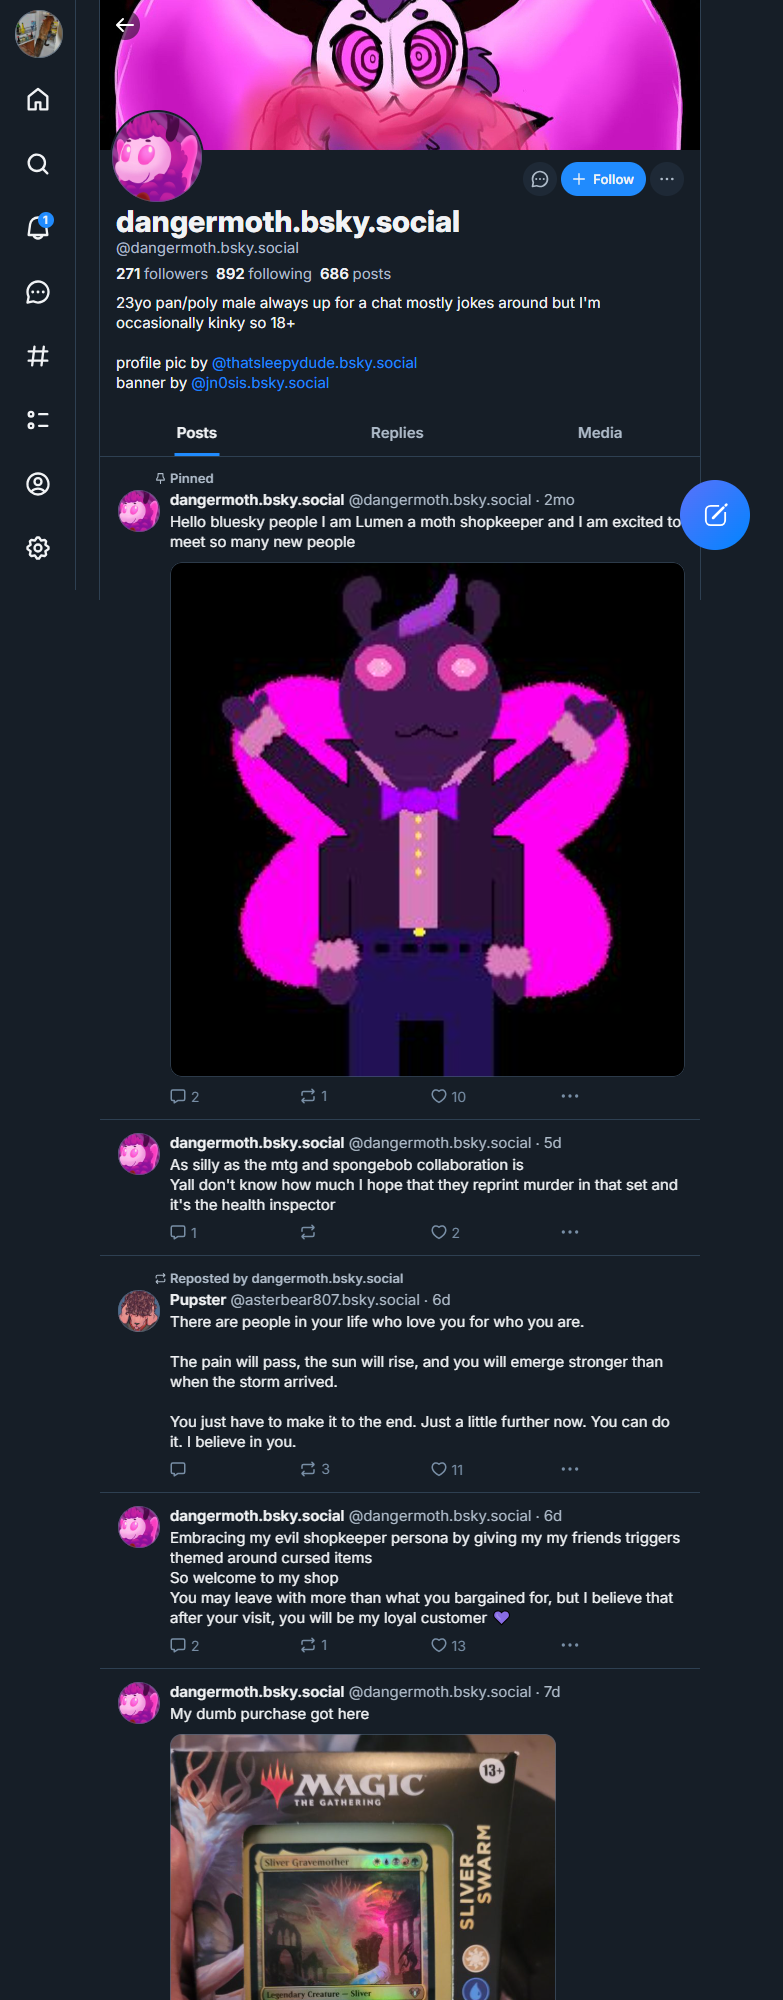 1
+ Follow
dangermoth.bsky.social
@dangermoth.bsky.social
271 followers 892 following 686 posts
23yo pan/poly male always up for a chat mostly jokes around but I'm
occasionally kinky so 18+
profile pic by @thatsleepydude.bsky.social
banner by @jn0sis.bsky.social
Posts Replies Media
Pinned
dangermoth.bsky.social @dangermoth.bsky.social · 2mo
Hello bluesky people I am Lumen a moth shopkeeper and I am excited to
meet so many new people
2 1 10
dangermoth.bsky.social @dangermoth.bsky.social · 5d
As silly as the mtg and spongebob collaboration is
Yall don't know how much I hope that they reprint murder in that set and
it's the health inspector
1 2
Reposted by dangermoth.bsky.social
Pupster @asterbear807.bsky.social · 6d
There are people in your life who love you for who you are.
The pain will pass, the sun will rise, and you will emerge stronger than
when the storm arrived.
You just have to make it to the end. Just a little further now. You can do
it. I believe in you.
3 11
dangermoth.bsky.social @dangermoth.bsky.social · 6d
Embracing my evil shopkeeper persona by giving my my friends triggers
themed around cursed items
So welcome to my shop
You may leave with more than what you bargained for, but I believe that
after your visit, you will be my loyal customer 💜
2 1 13
dangermoth.bsky.social @dangermoth.bsky.social · 7d
My dumb purchase got here
13+
MAGIC
THE GATHERING
Sliver Gravemother
SLIVER
SWARM
Legendary Creature — Sliver